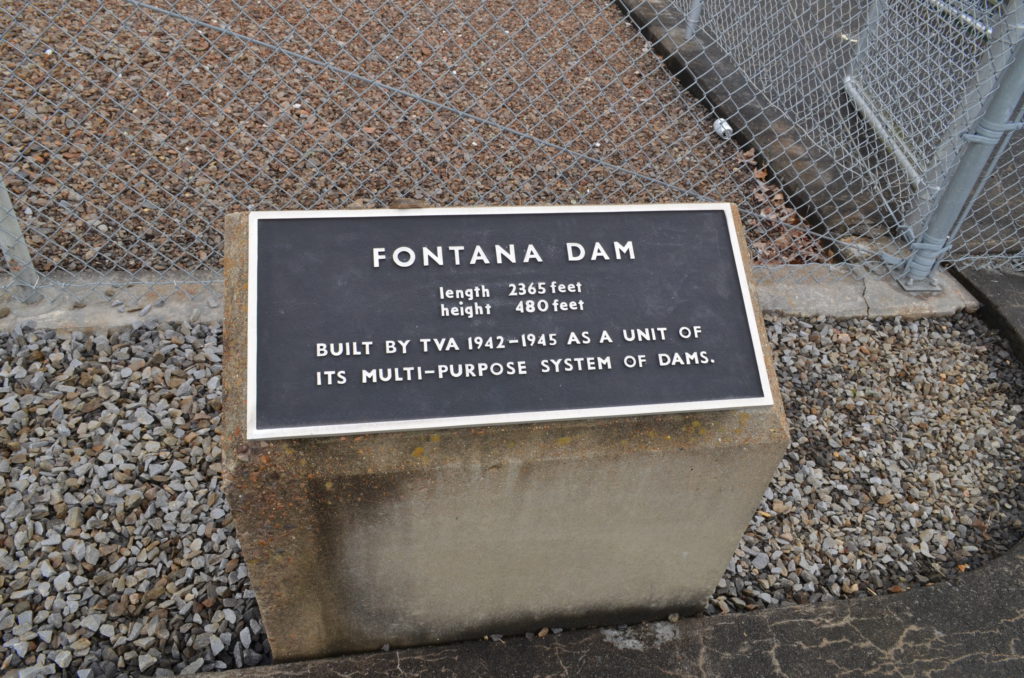 FONTANA DAM
length 2365 feet
height 480 feet
BUILT BY TVA 1942-1945 AS A UNIT OF
ITS MULTI-PURPOSE SYSTEM OF DAMS.